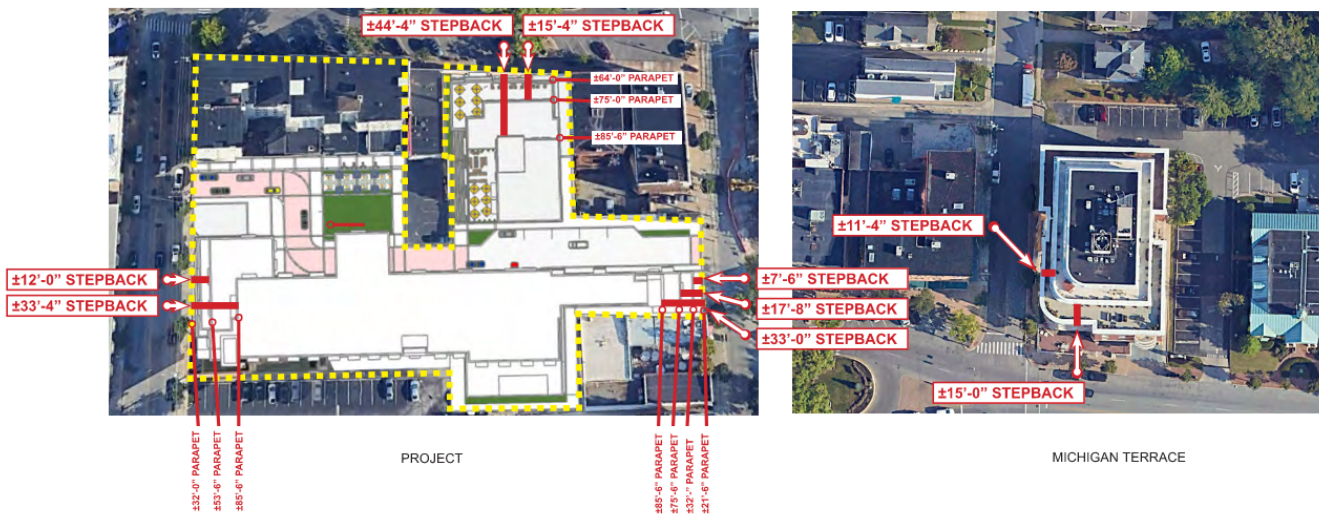 ±44'-4" STEPBACK
±15'-4" STEPBACK
±64'-0" PARAPET
±75'-0" PARAPET
±85'-6" PARAPET
±12'-0" STEPBACK
±33'-4" STEPBACK
±7'-6" STEPBACK
±17'-8" STEPBACK
±33'-0" STEPBACK
±32'-0" PARAPET
±53'-6" PARAPET
±85'-6" PARAPET
±85'-6" PARAPET
±75'-6" PARAPET
±32'-" PARAPET
±21'-6" PARAPET
PROJECT
±11'-4" STEPBACK
±15'-0" STEPBACK
MICHIGAN TERRACE